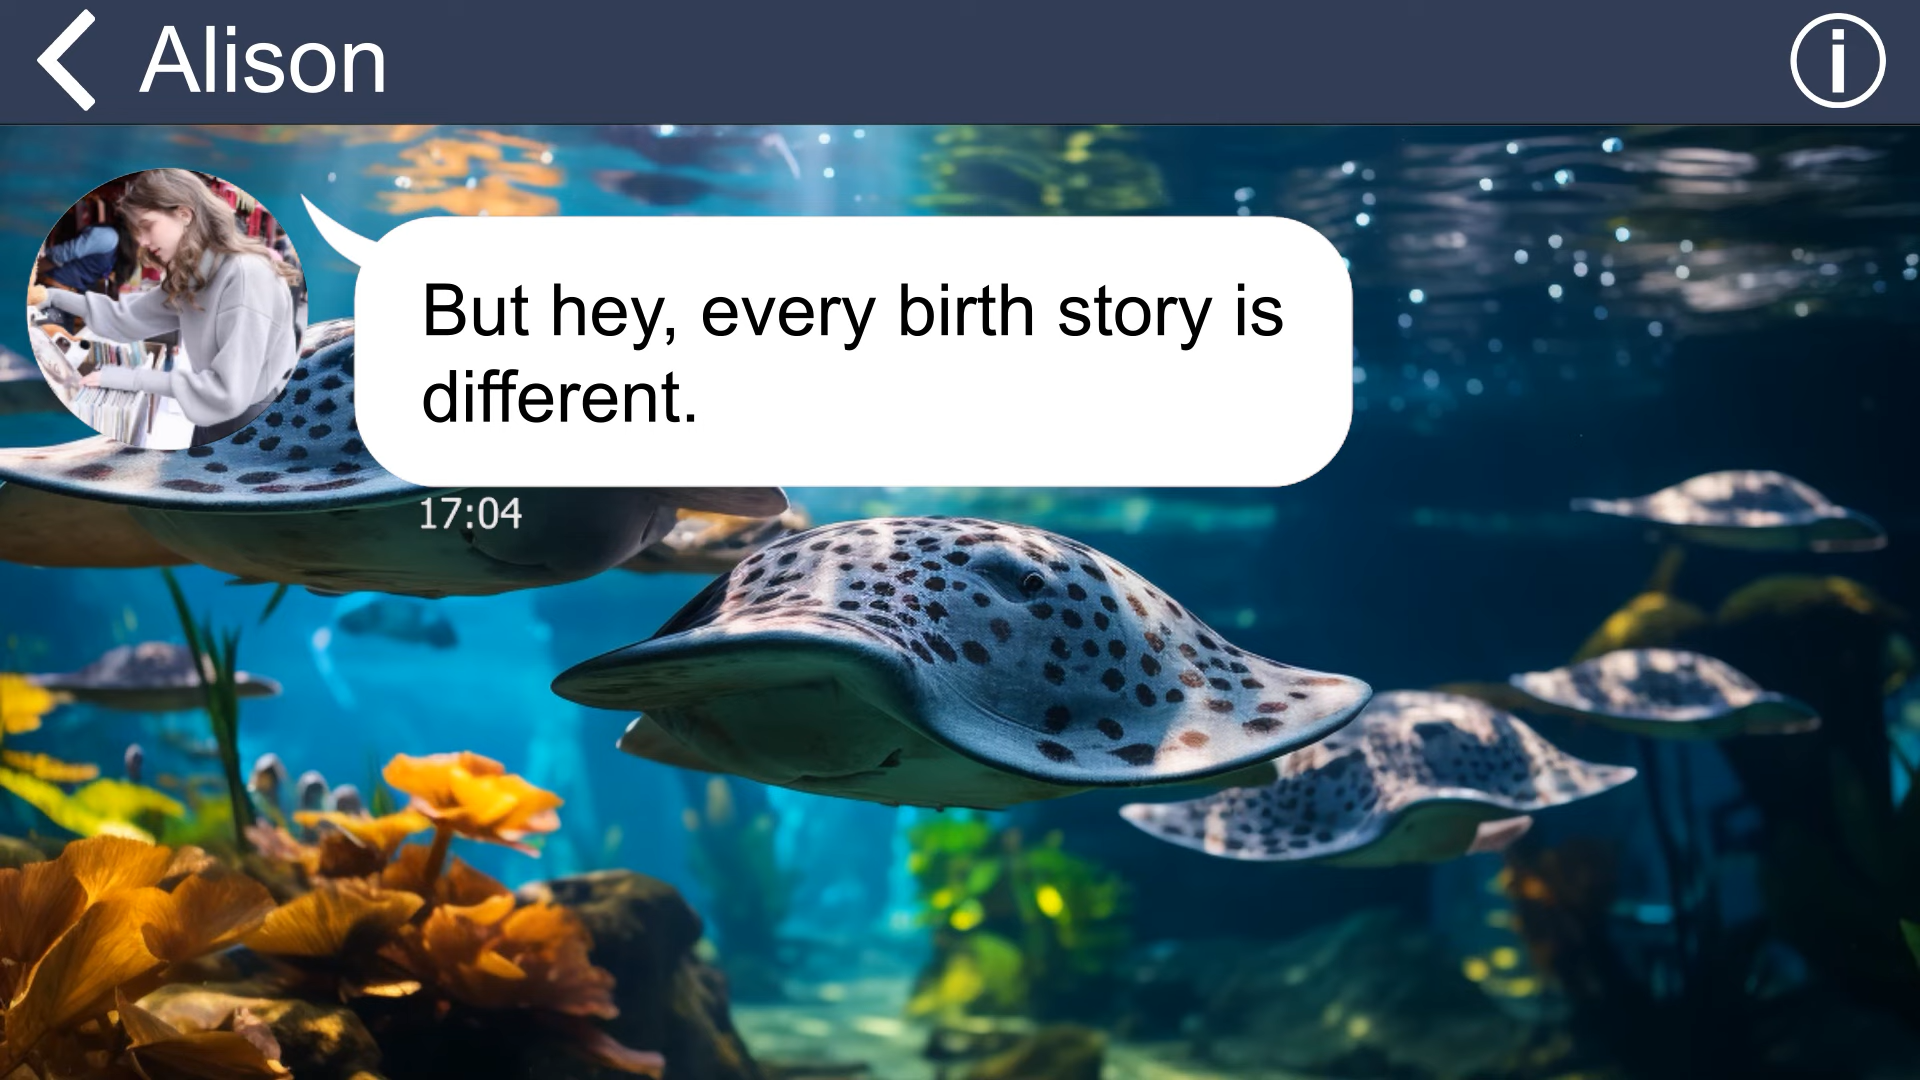 Alison
But hey, every birth story is
different.
17:04